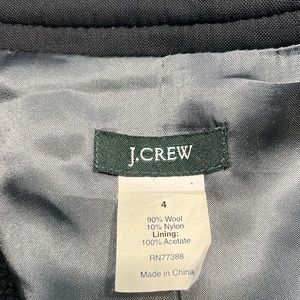 J.CREW
4
90% Wool
10% Nylon
Lining:
100% Acetate
RN77388
Made in China